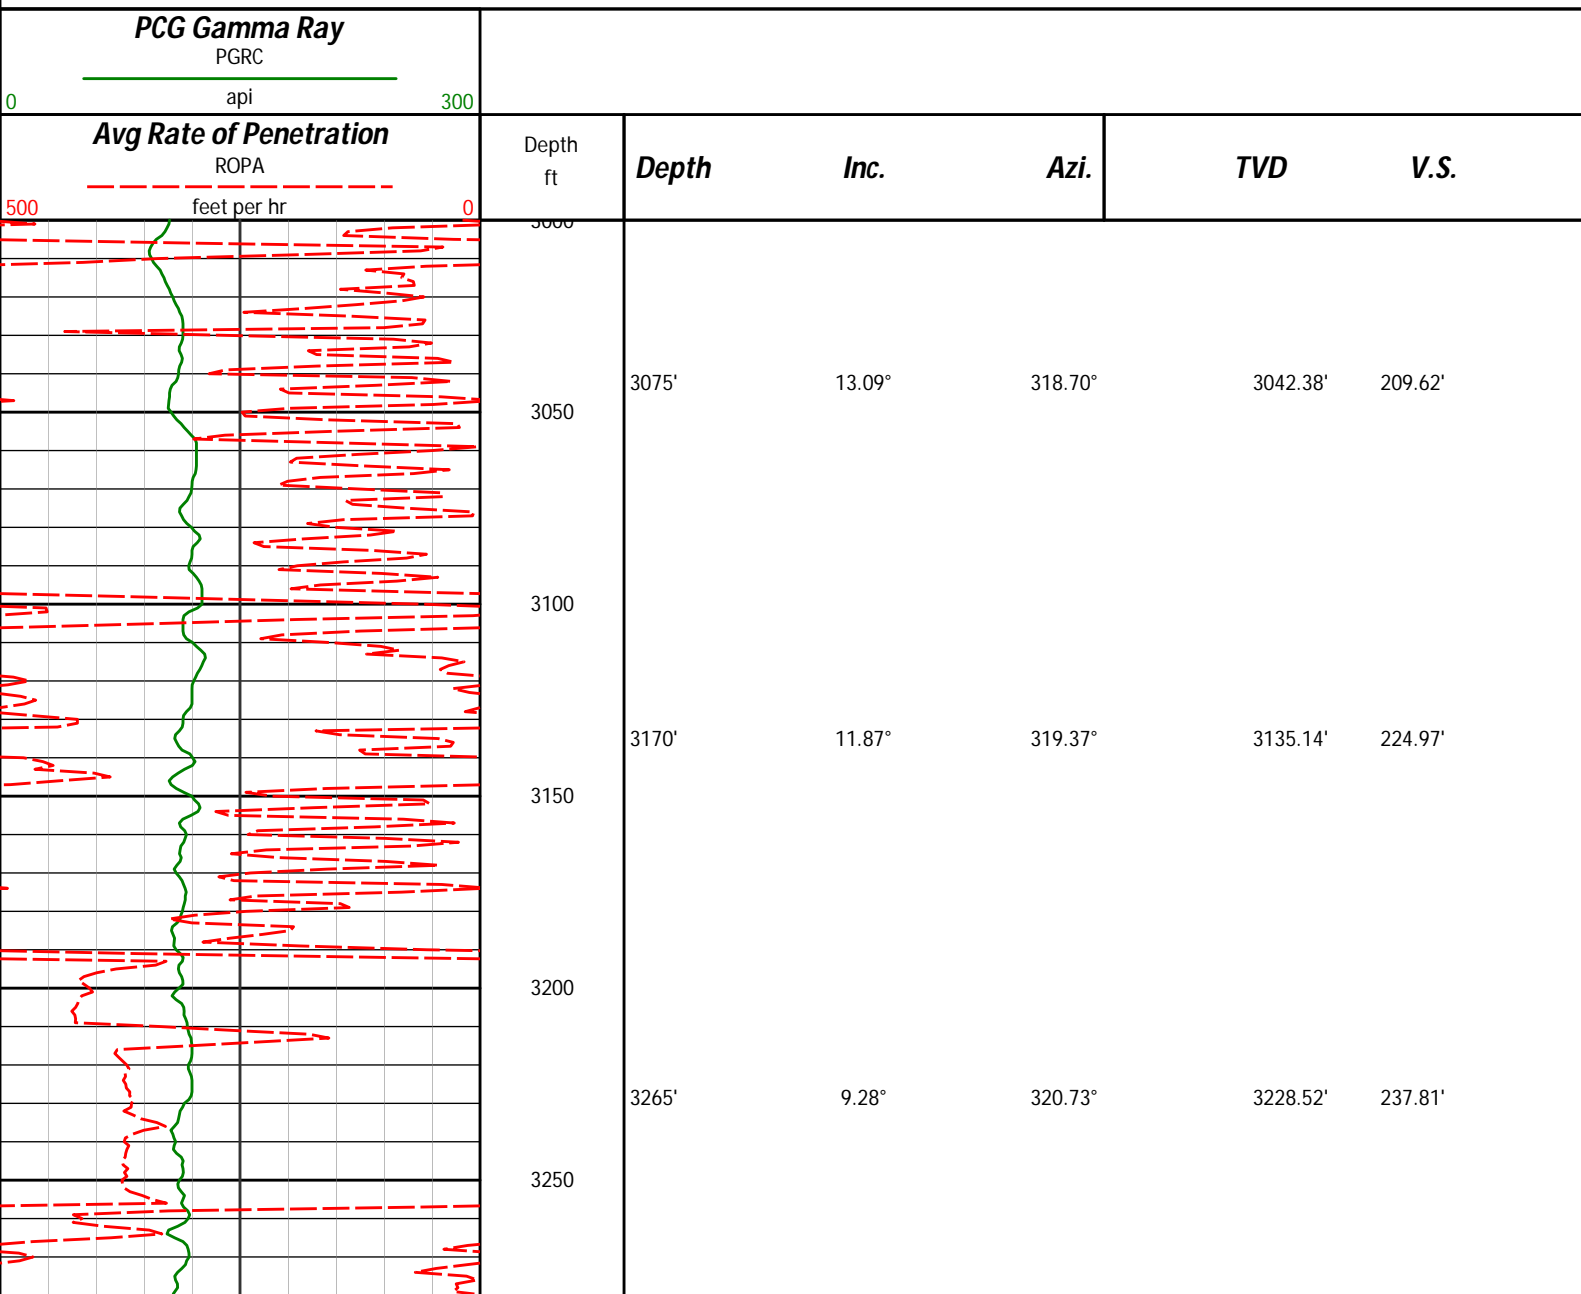 PCG Gamma Ray
PGRC
api
0 300
Avg Rate of Penetration
ROPA
feet per hr
500 0
Depth
ft
Depth Inc. Azi. TVD V.S.
3000
3075' 13.09° 318.70° 3042.38' 209.62'
3050
3100
3170' 11.87° 319.37° 3135.14' 224.97'
3150
3200
3265' 9.28° 320.73° 3228.52' 237.81'
3250